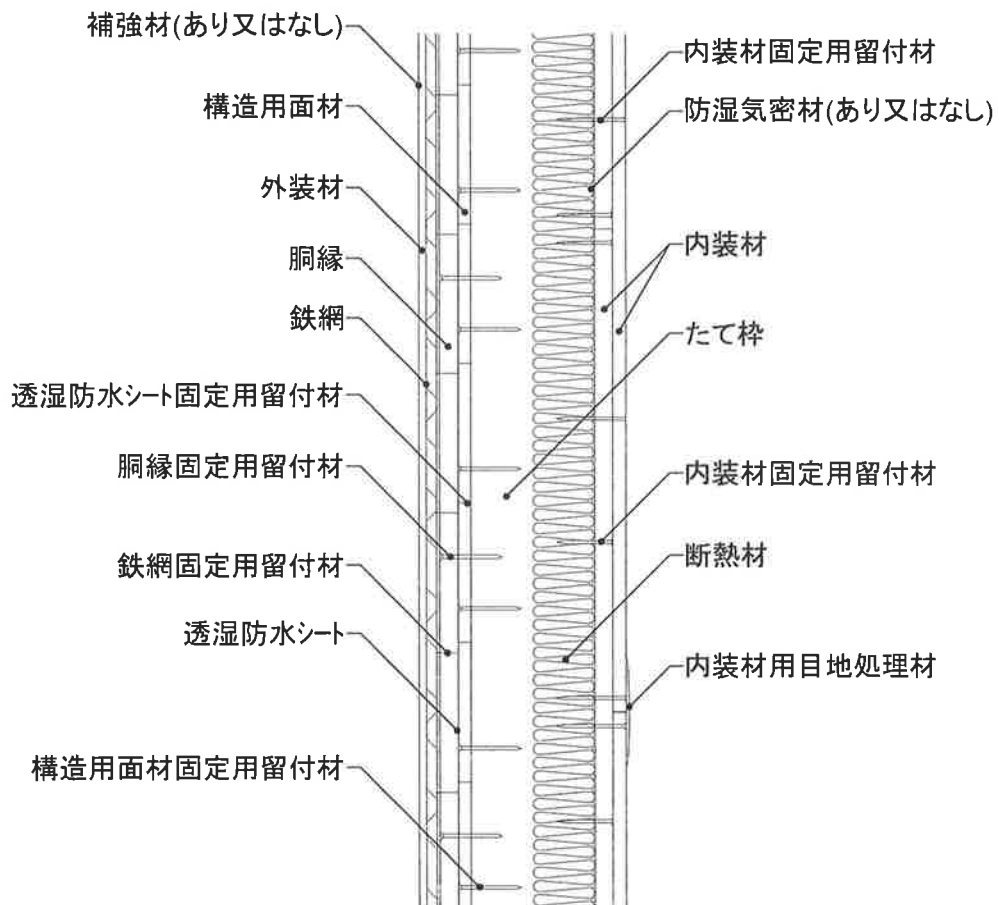 補強材(あり又はなし)
構造用面材
外装材
胴縁
鉄網
透湿防水シート固定用留付材
胴縁固定用留付材
鉄網固定用留付材
透湿防水シート
構造用面材固定用留付材
内装材固定用留付材
防湿気密材(あり又はなし)
内装材
たて枠
内装材固定用留付材
断熱材
内装材用目地処理材